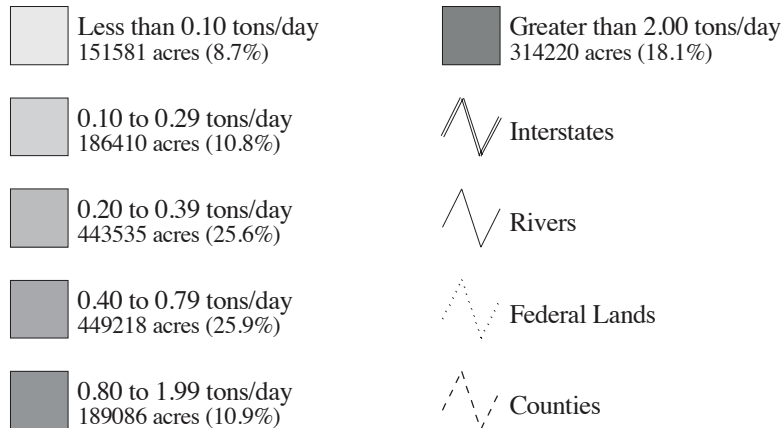 Less than 0.10 tons/day
151581 acres (8.7%)
0.10 to 0.29 tons/day
186410 acres (10.8%)
0.20 to 0.39 tons/day
443535 acres (25.6%)
0.40 to 0.79 tons/day
449218 acres (25.9%)
0.80 to 1.99 tons/day
189086 acres (10.9%)
Greater than 2.00 tons/day
314220 acres (18.1%)
Interstates
Rivers
Federal Lands
Counties